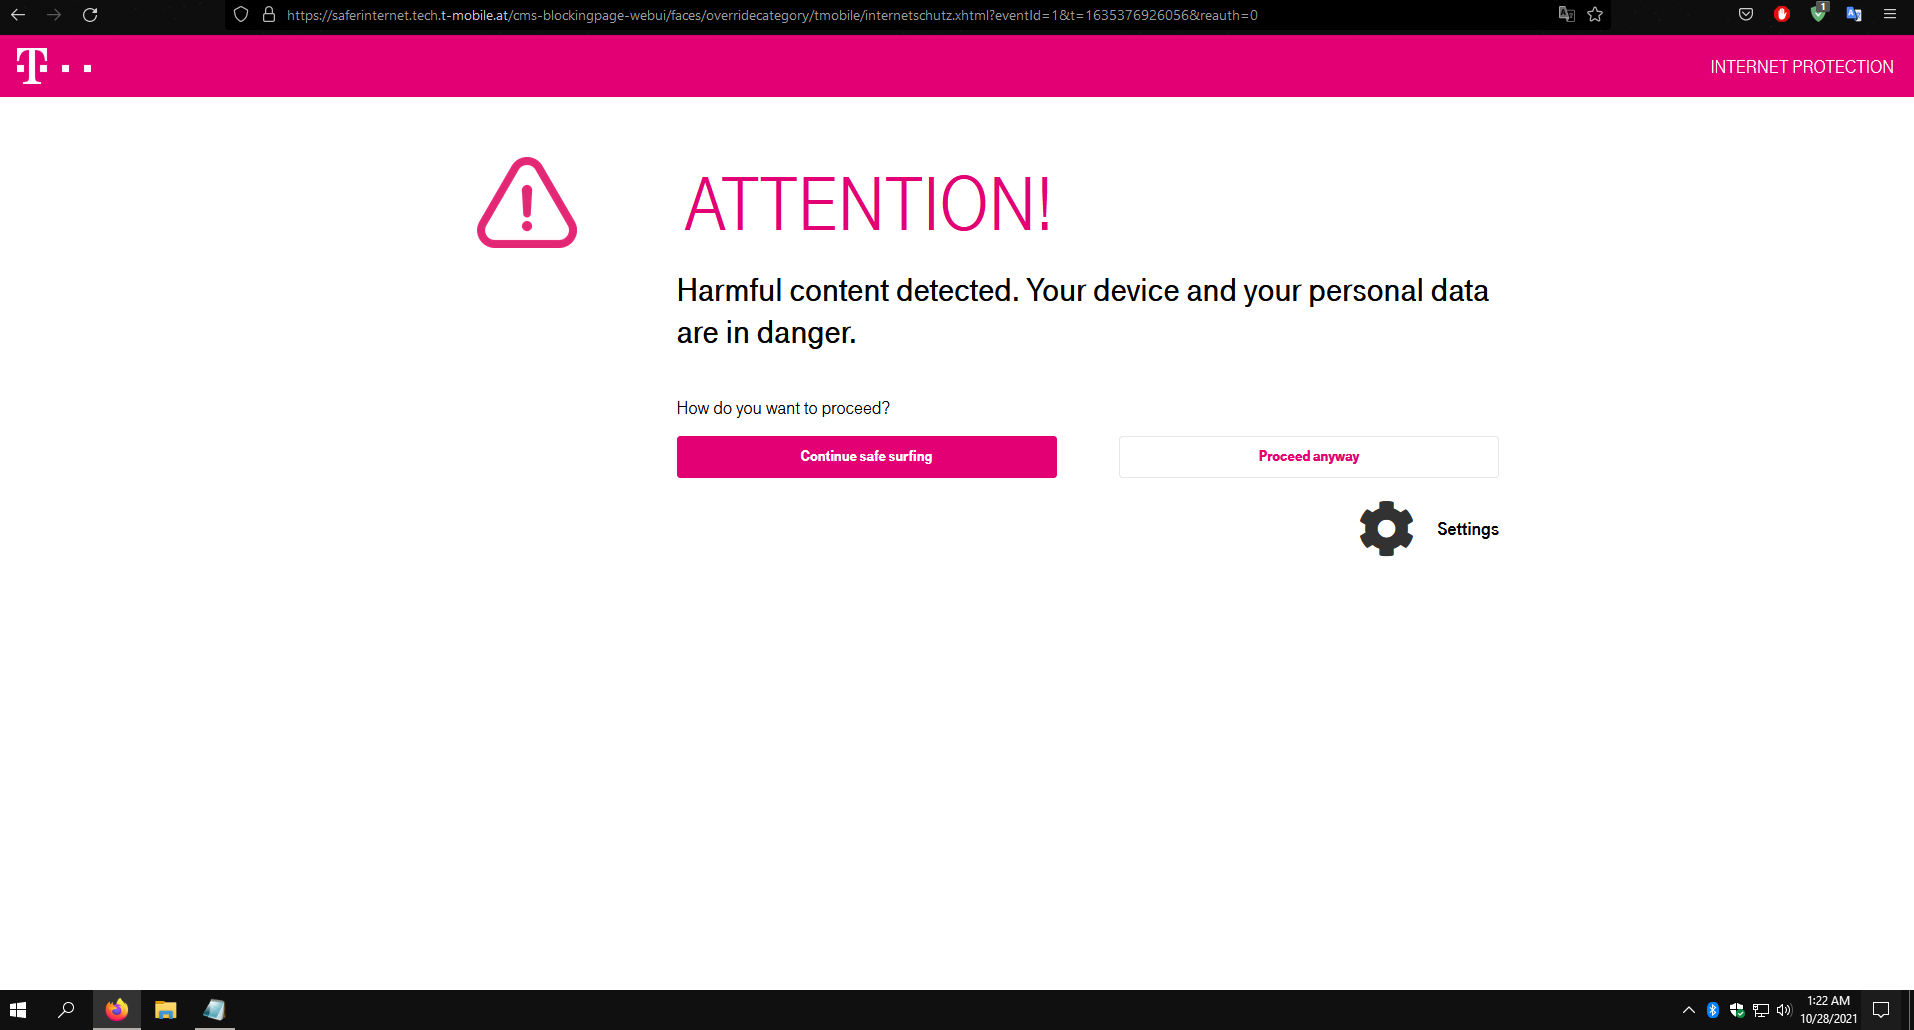 https://saferinternet.tech.t-mobile.at/cms-blockingpage-webui/faces/overridecategory/tmobile/internetschutz.xhtml?eventId=1&t=1635376926056&reauth=0
1
T
INTERNET PROTECTION
ATTENTION!
Harmful content detected. Your device and your personal data
are in danger.
How do you want to proceed?
Continue safe surfing
Proceed anyway
Settings
1:22 AM
10/28/2021